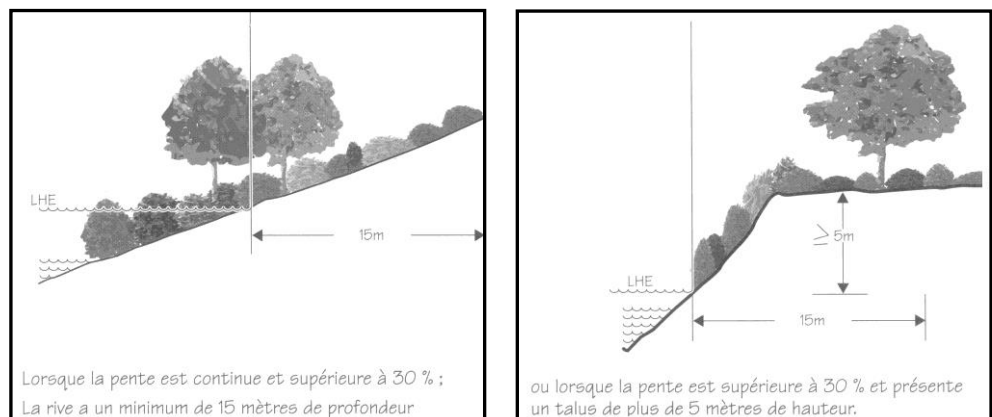 LHE
15m
Lorsque la pente est continue et supérieure à 30 % ;
La rive a un minimum de 15 mètres de profondeur
≥ 5m
LHE
15m
ou lorsque la pente est supérieure à 30 % et présente
un talus de plus de 5 mètres de hauteur.